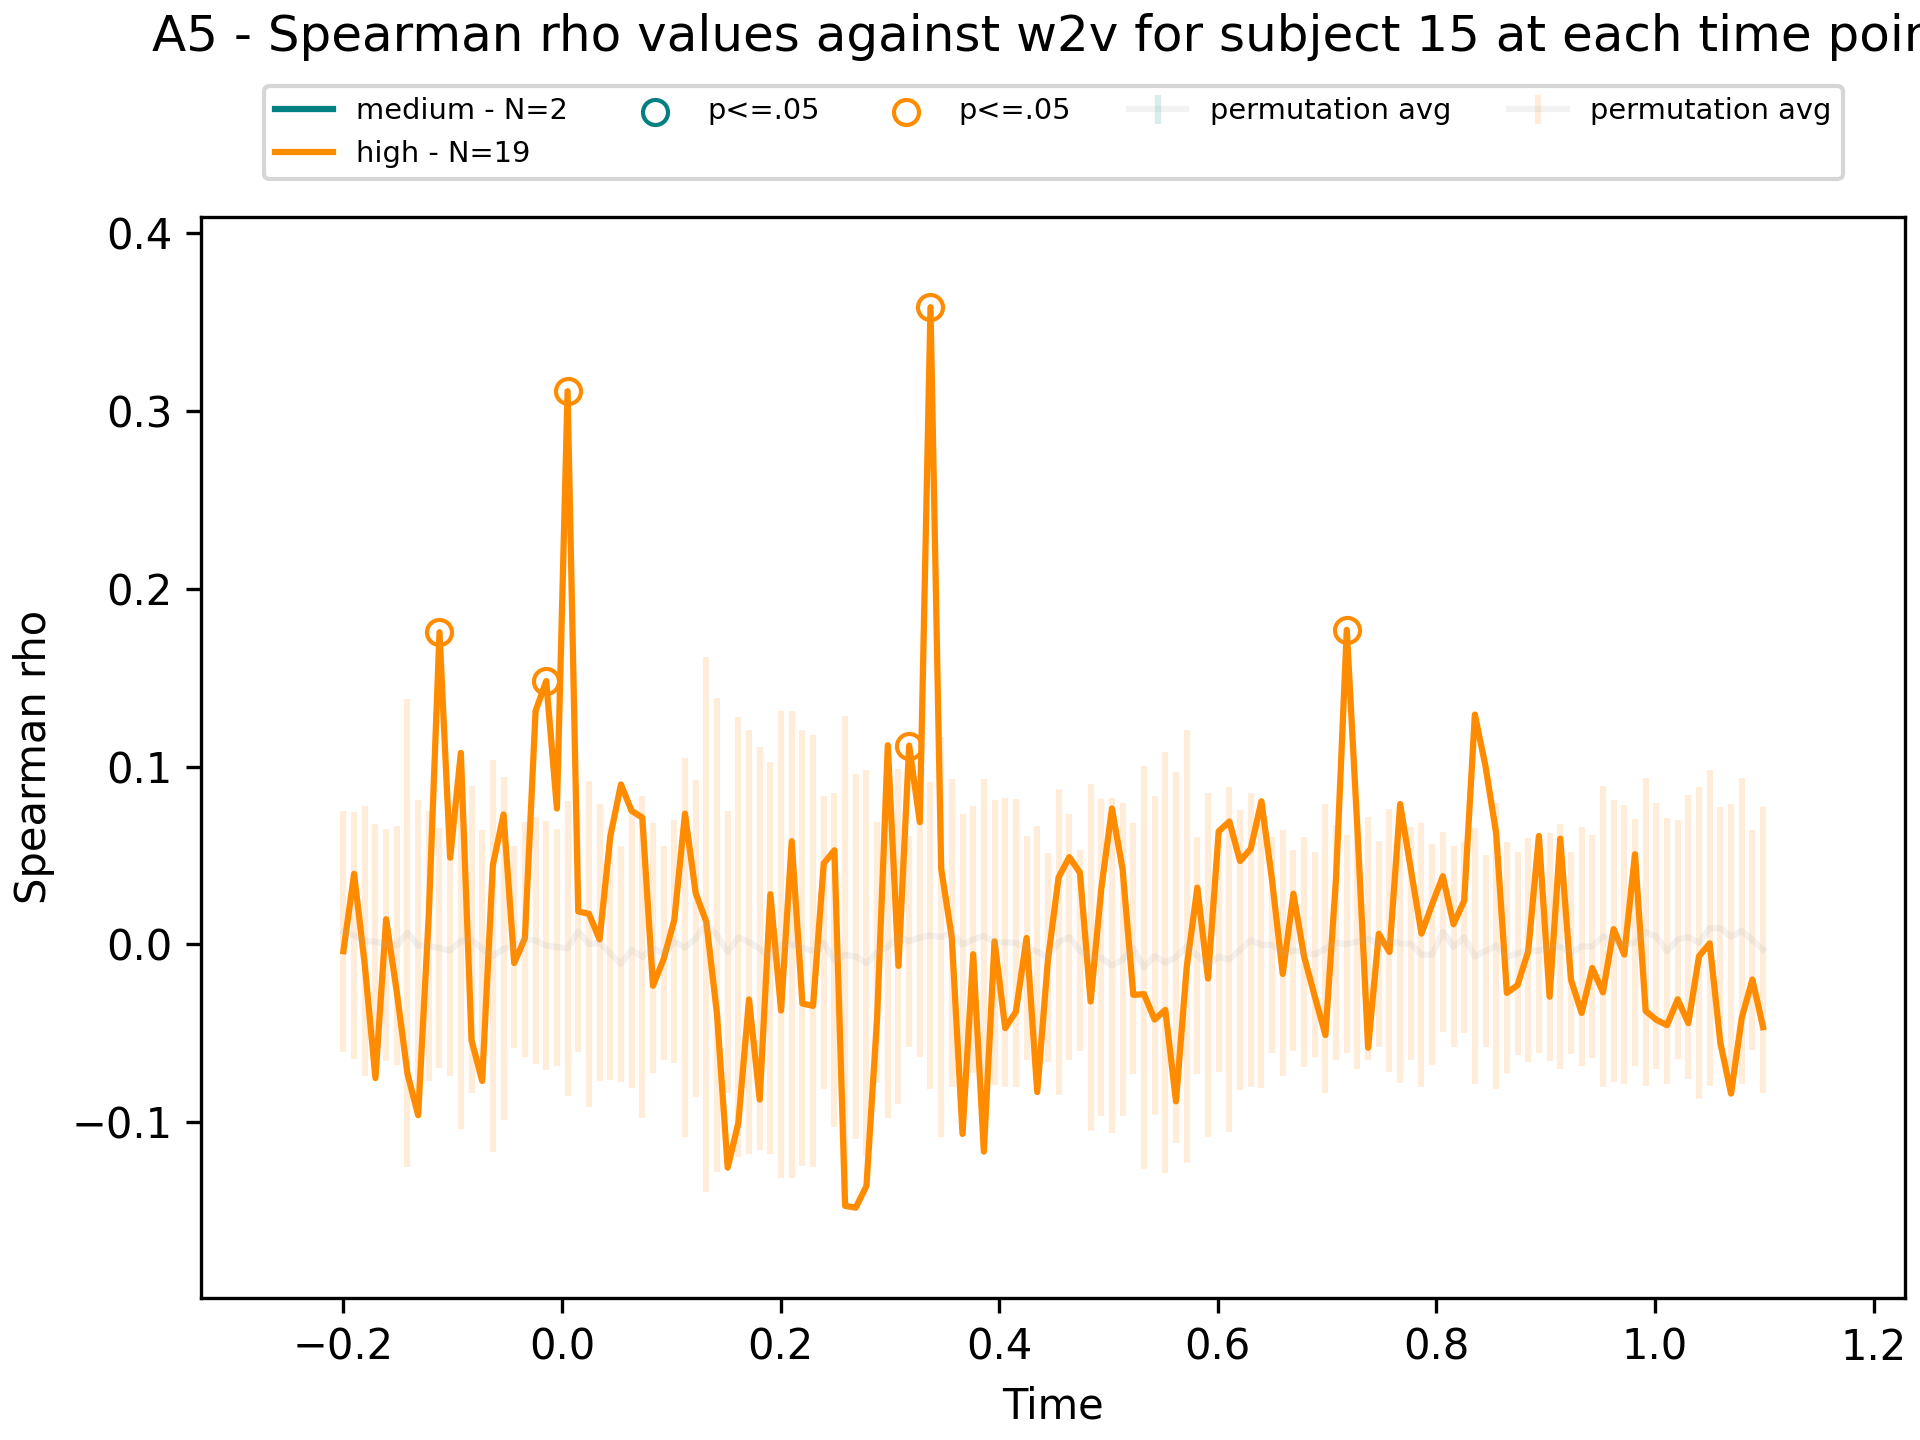 A5 - Spearman rho values against w2v for subject 15 at each time poin
medium - N=2
high - N=19
p<=.05
p<=.05
permutation avg
permutation avg
Spearman rho
0.4
0.3
0.2
0.1
0.0
−0.1
−0.2
0.0
0.2
0.4
0.6
0.8
1.0
1.2
Time